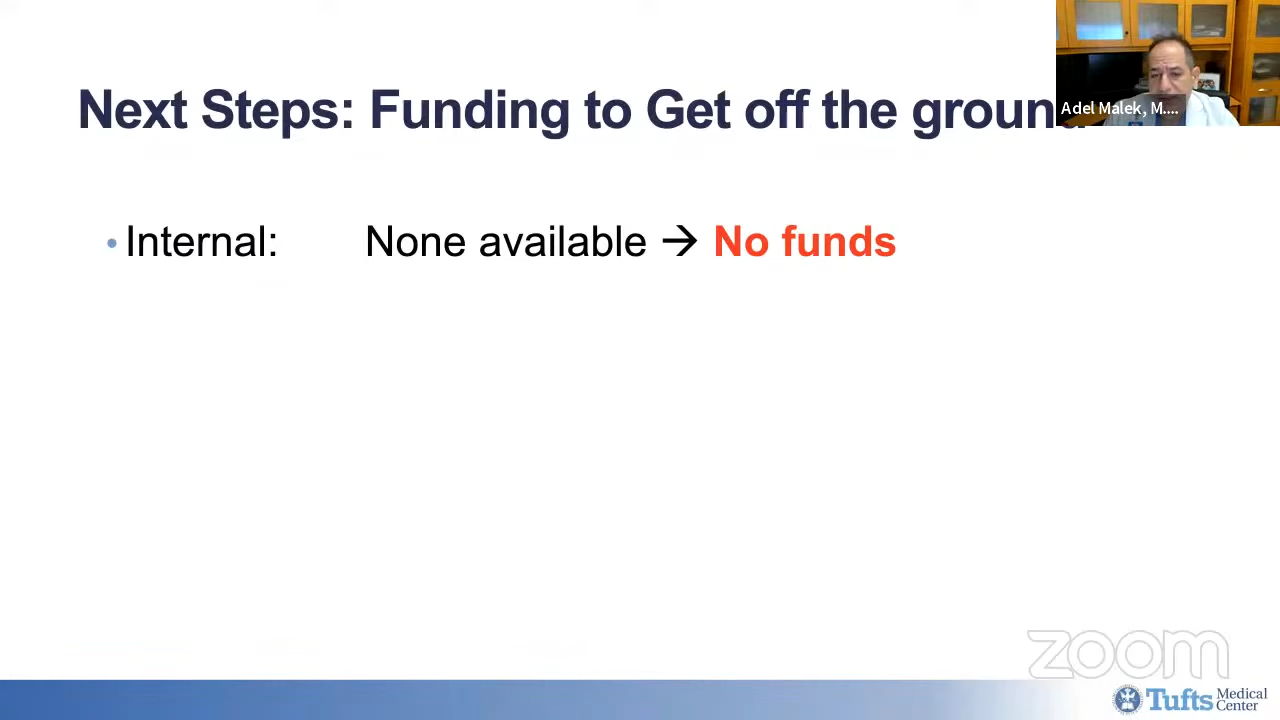 Next Steps: Funding to Get off the ground
Adel Malek, M....
• Internal: None available → No funds
zoom
Tufts Medical
Center